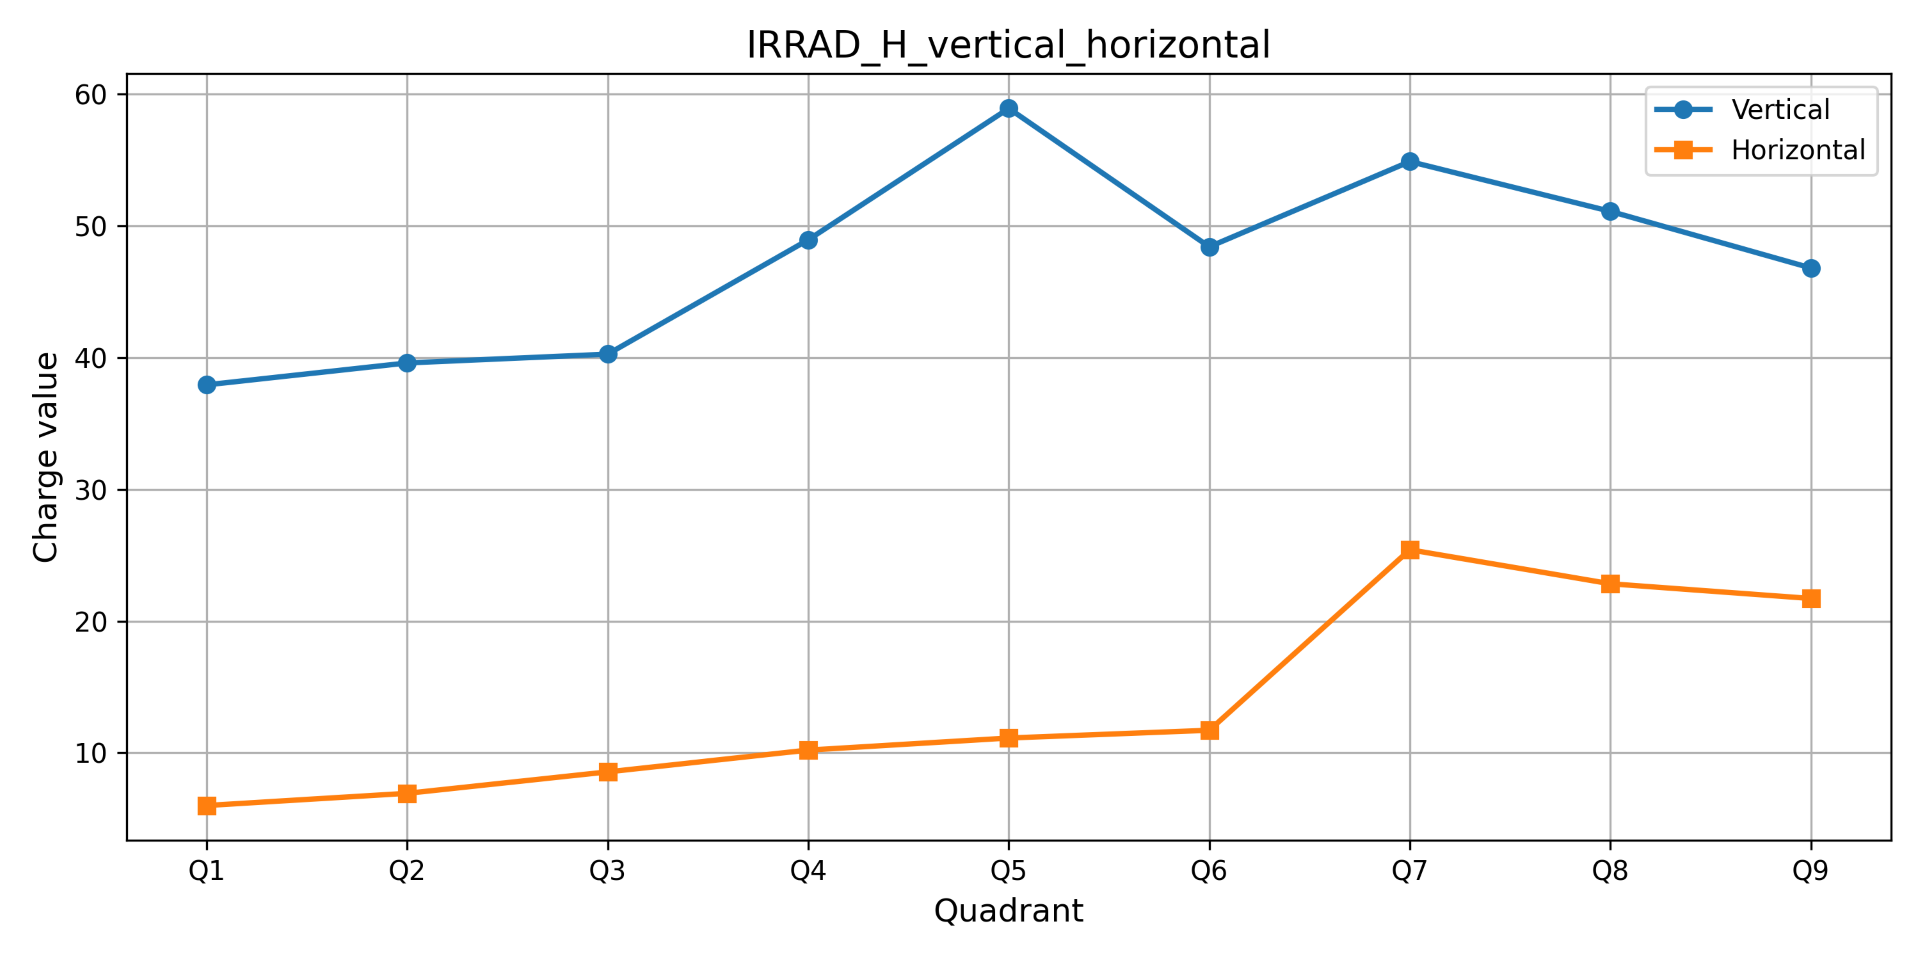 IRRAD_H_vertical_horizontal
60
50
40
30
20
10
Charge value
Vertical
Horizontal
Q1 Q2 Q3 Q4 Q5 Q6 Q7 Q8 Q9
Quadrant